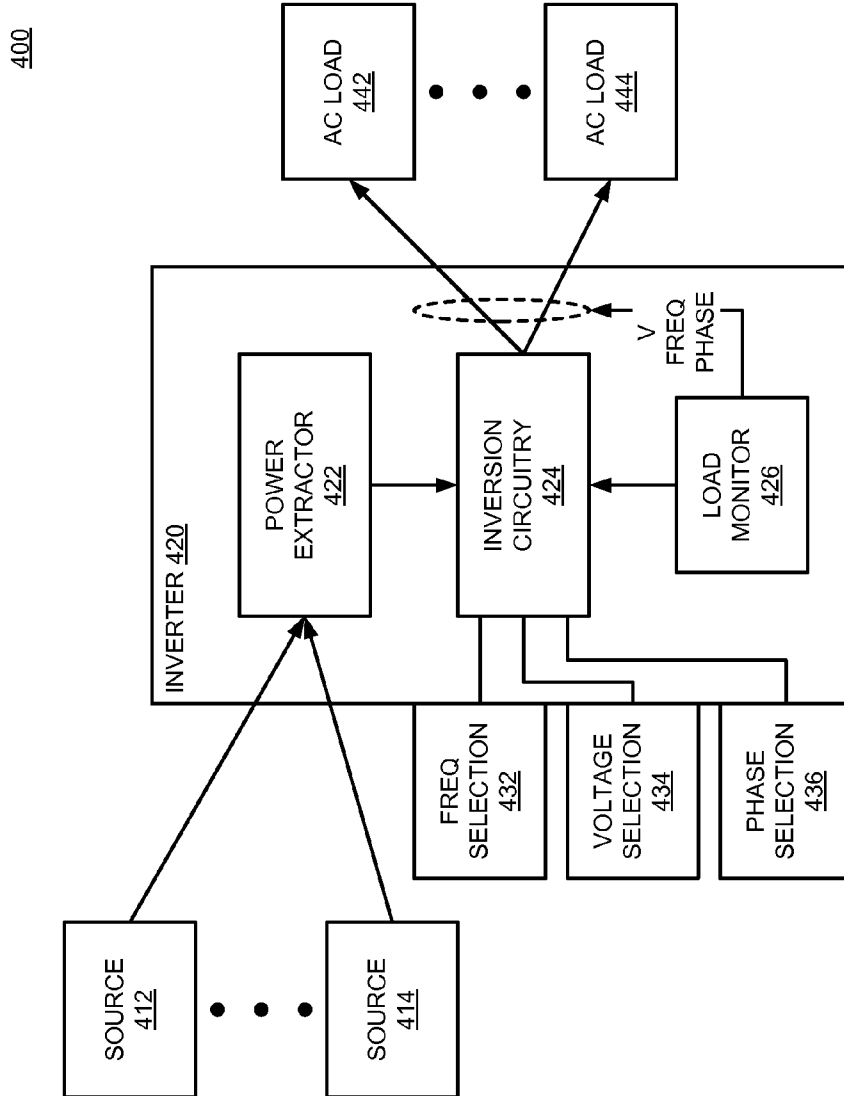 400
SOURCE
412
SOURCE
414
INVERTER 420
POWER
EXTRACTOR
422
INVERSION
CIRCUITRY
424
LOAD
MONITOR
426
V
FREQ
PHASE
FREQ
SELECTION
432
VOLTAGE
SELECTION
434
PHASE
SELECTION
436
AC LOAD
442
AC LOAD
444